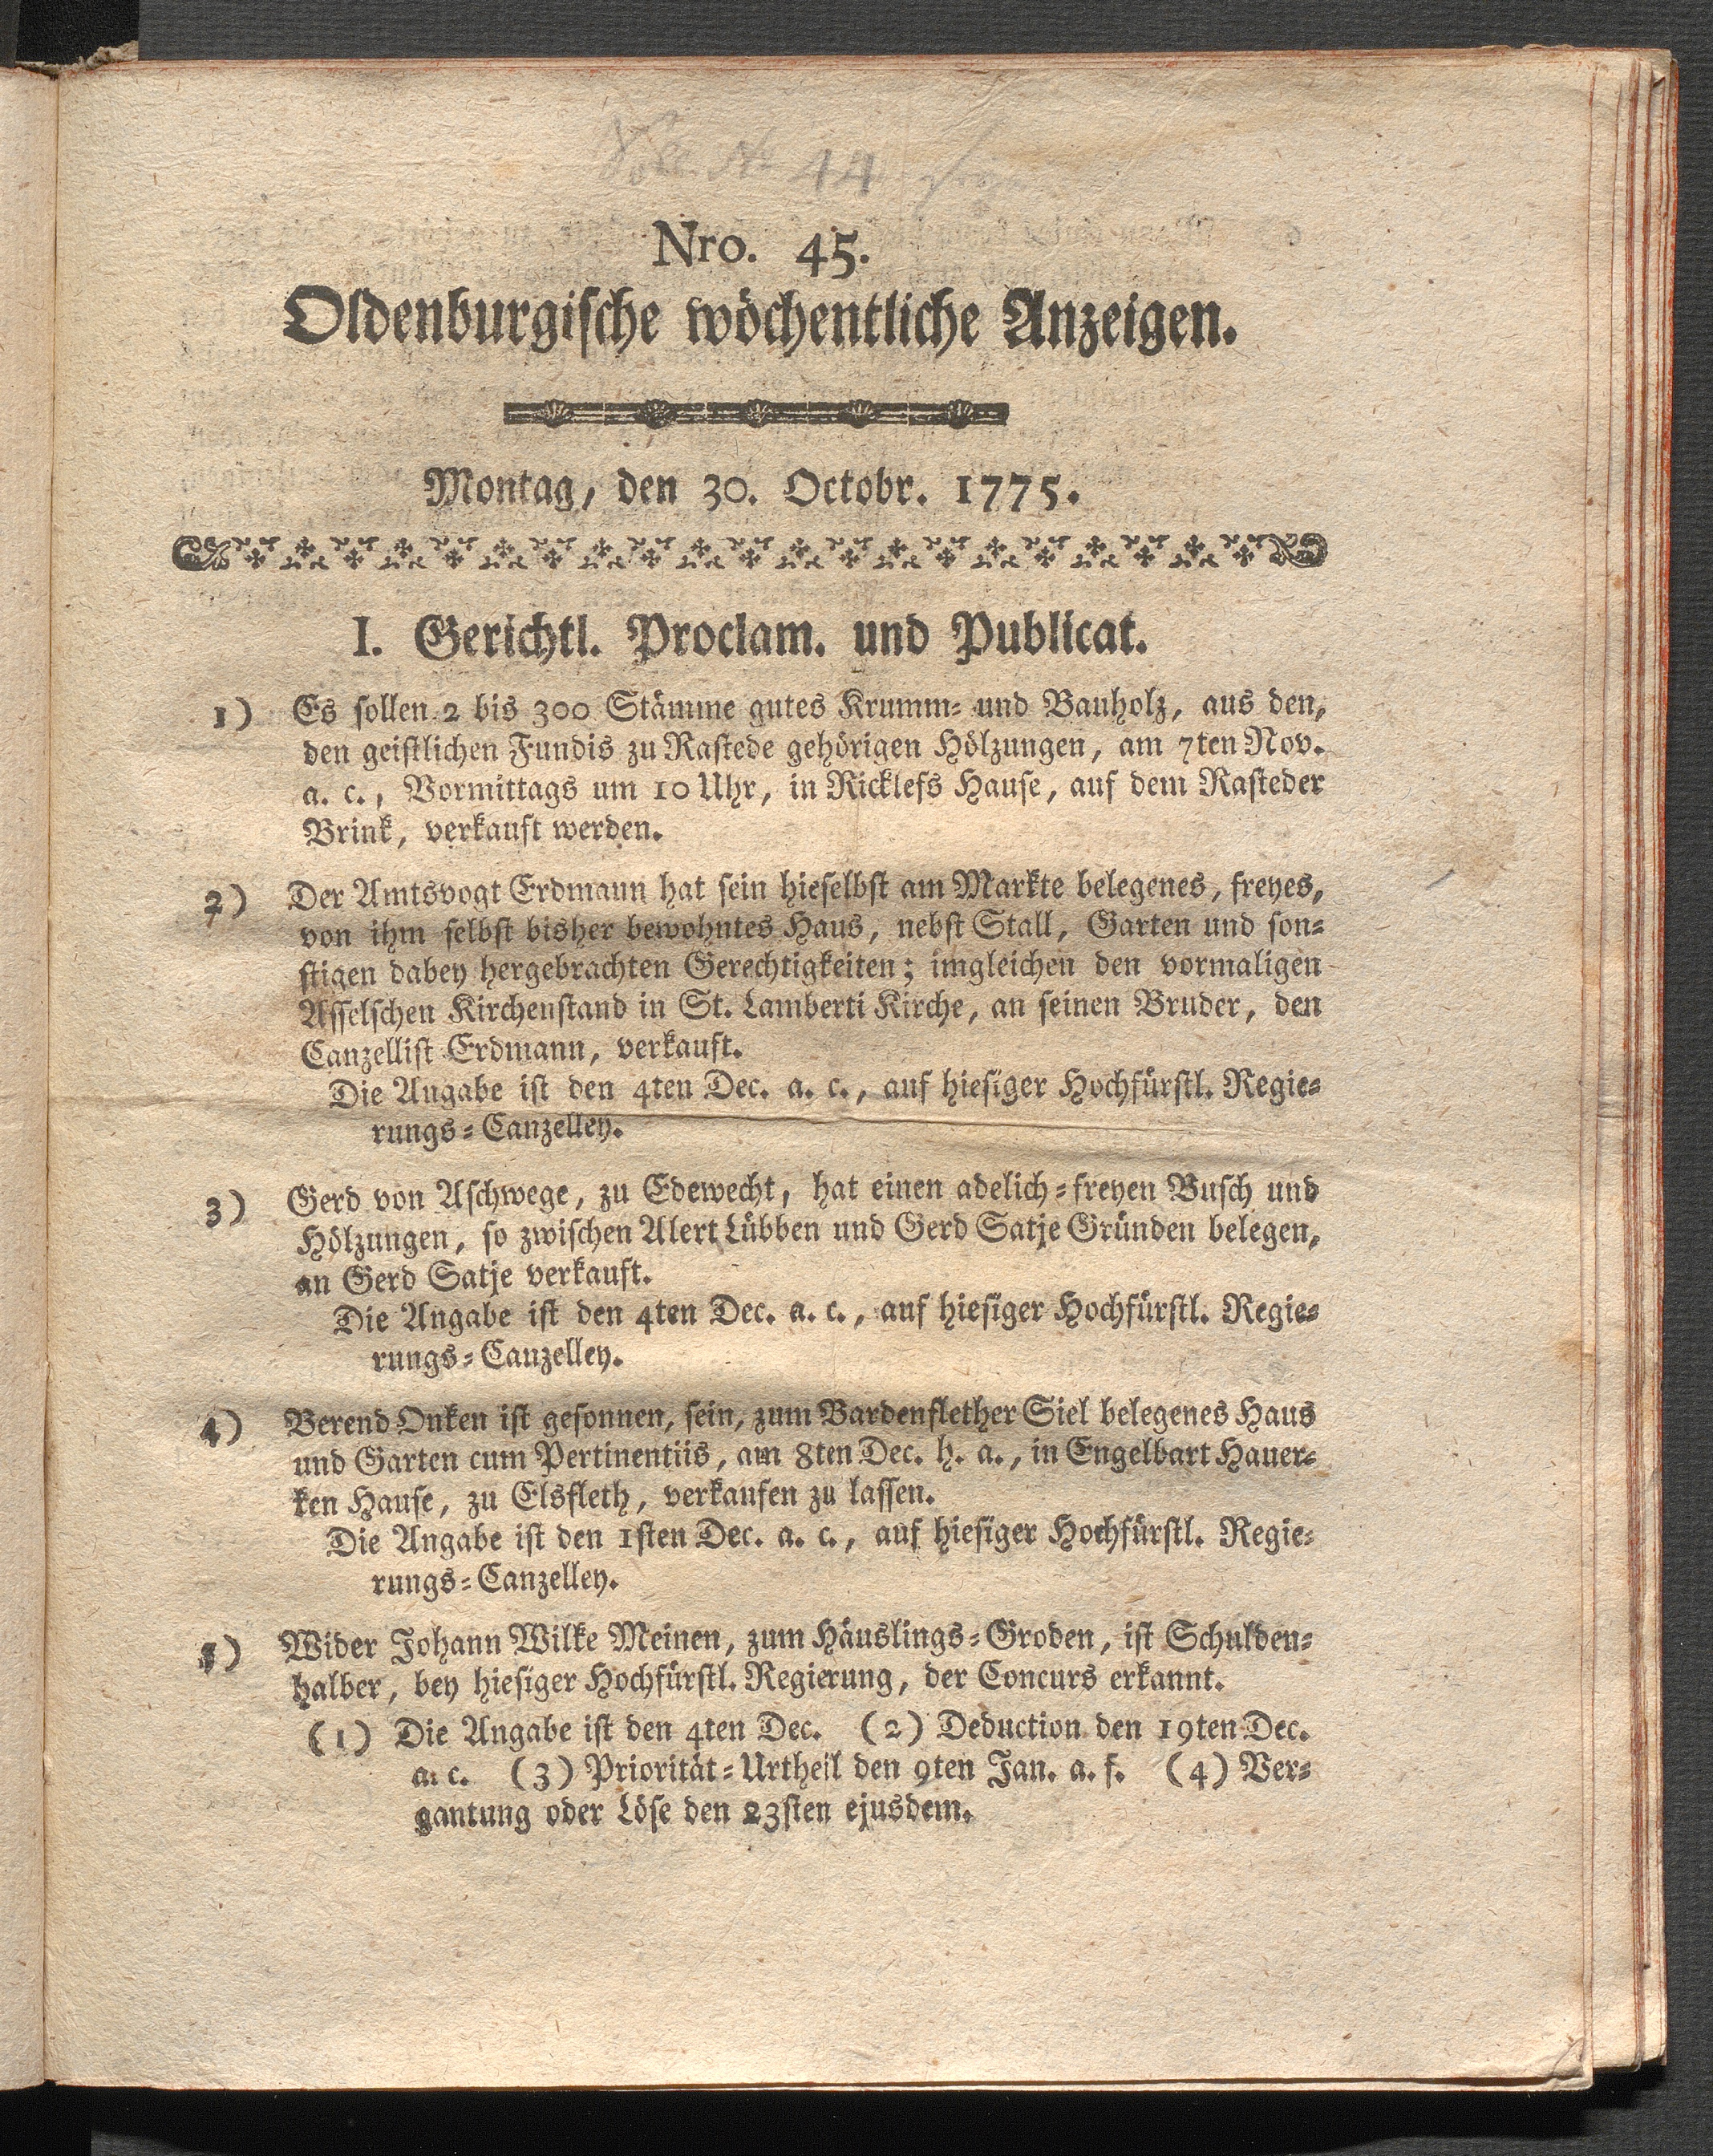 44
Nro. 45.
Oldenburgische wöchentliche Anzeigen.
Montag, den 30. Octobr. 1775.
I. Gerichtl. Proclam. und Publicat.
1) Es sollen 2 bis 300 Stämme gutes Krumm- und Bauholz, aus den,
den geistlichen Fundis zu Rastede gehörigen Hölzungen, am 7ten Nov.
a. c., Vormittags um 10 Uhr, in Ricklefs Hause, auf dem Rasteder
Brink, verkauft werden.
2) Der Amtsvogt Erdmann hat sein hieselbst am Markte belegenes, freyes,
von ihm selbst bisher bewohntes Haus, nebst Stall, Garten und son-
stigen dabey hergebrachten Gerechtigkeiten; imgleichen den vormaligen
Asselschen Kirchenstand in St. Lamberti Kirche, an seinen Bruder, den
Canzellist Erdmann, verkauft.
Die Angabe ist den 4ten Dec. a. c., auf hiesiger Hochfürstl. Regie-
rungs-Canzelley.
3) Gerd von Aschwege, zu Edewecht, hat einen adelich-freyen Busch und
Hölzungen, so zwischen Alert Lübben und Gerd Satje Gründen belegen,
an Gerd Satje verkauft.
Die Angabe ist den 4ten Dec. a. c., auf hiesiger Hochfürstl. Regie-
rungs-Canzelley.
4) Berend Onken ist gesonnen, sein, zum Bardenflether Siel belegenes Haus
und Garten cum Pertinentiis, am 8ten Dec. h. a., in Engelbart Hauer-
ken Hause, zu Elsfleth, verkaufen zu lassen.
Die Angabe ist den 1sten Dec. a. c., auf hiesiger Hochfürstl. Regie-
rungs-Canzelley.
5) Wider Johann Wilke Meinen, zum Häuslings-Groden, ist Schulden-
halber, bey hiesiger Hochfürstl. Regierung, der Concurs erkannt.
(1) Die Angabe ist den 4ten Dec. (2) Deduction den 19ten Dec.
a. c. (3) Priorität-Urtheil den 9ten Jan. a. f. (4) Ver-
gantung oder Löse den 23sten ejusdem.